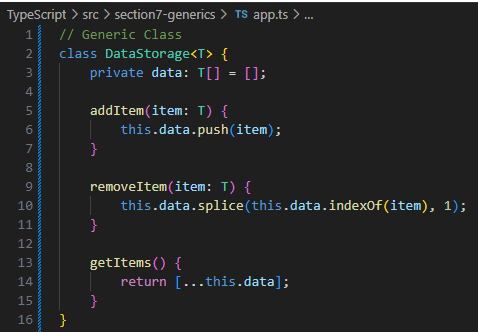 TypeScript > src > section7-generics > TS app.ts > ...
1 // Generic Class
2 class DataStorage<T> {
3     private data: T[] = [];
4
5     addItem(item: T) {
6         this.data.push(item);
7     }
8
9     removeItem(item: T) {
10         this.data.splice(this.data.indexOf(item), 1);
11     }
12
13     getItems() {
14         return [...this.data];
15     }
16 }